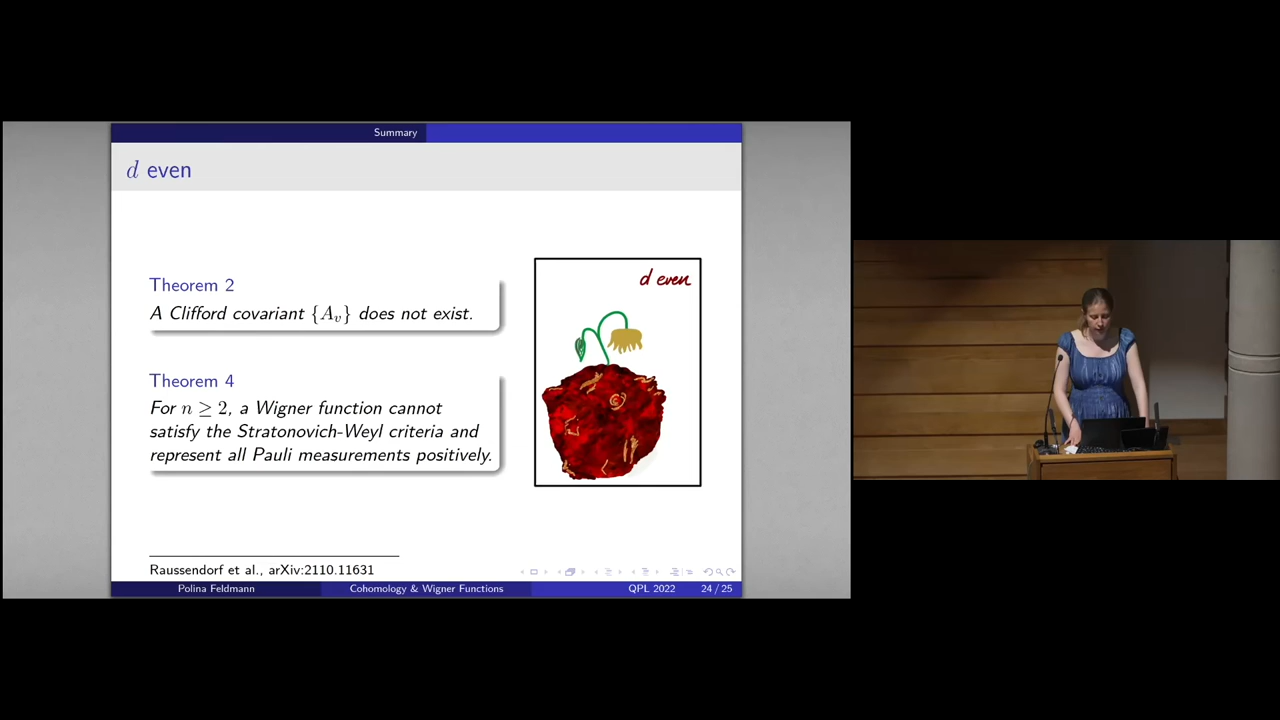 Summary
d even
Theorem 2
A Clifford covariant {A_v} does not exist.
d even
Theorem 4
For n ≥ 2, a Wigner function cannot
satisfy the Stratonovich-Weyl criteria and
represent all Pauli measurements positively.
Raussendorf et al., arXiv:2110.11631
Polina Feldmann Cohomology & Wigner Functions QPL 2022 24 / 25